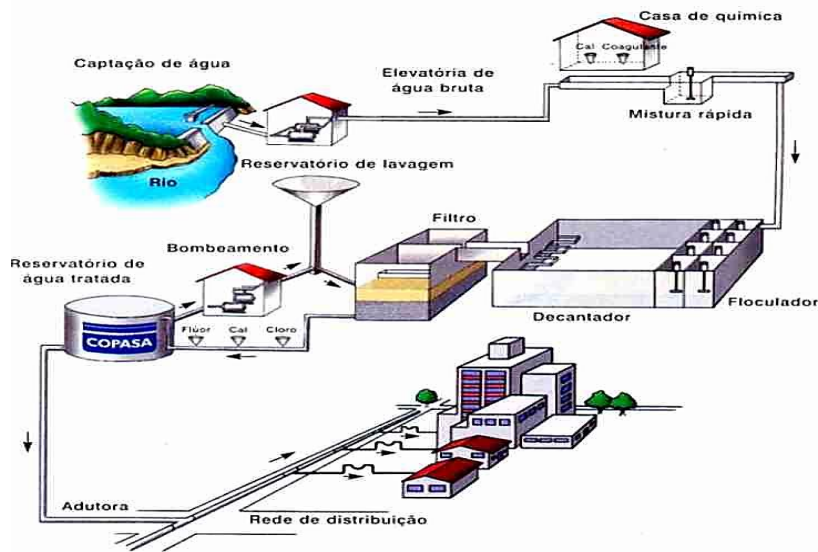 Casa de química
Cal Coagulante
Captação de água
Elevatória de
água bruta
Mistura rápida
Rio
Reservatório de lavagem
Filtro
Bombeamento
Reservatório de
água tratada
Floculador
Decantador
Flúor Cal Cloro
COPASA
Adutora
Rede de distribuição